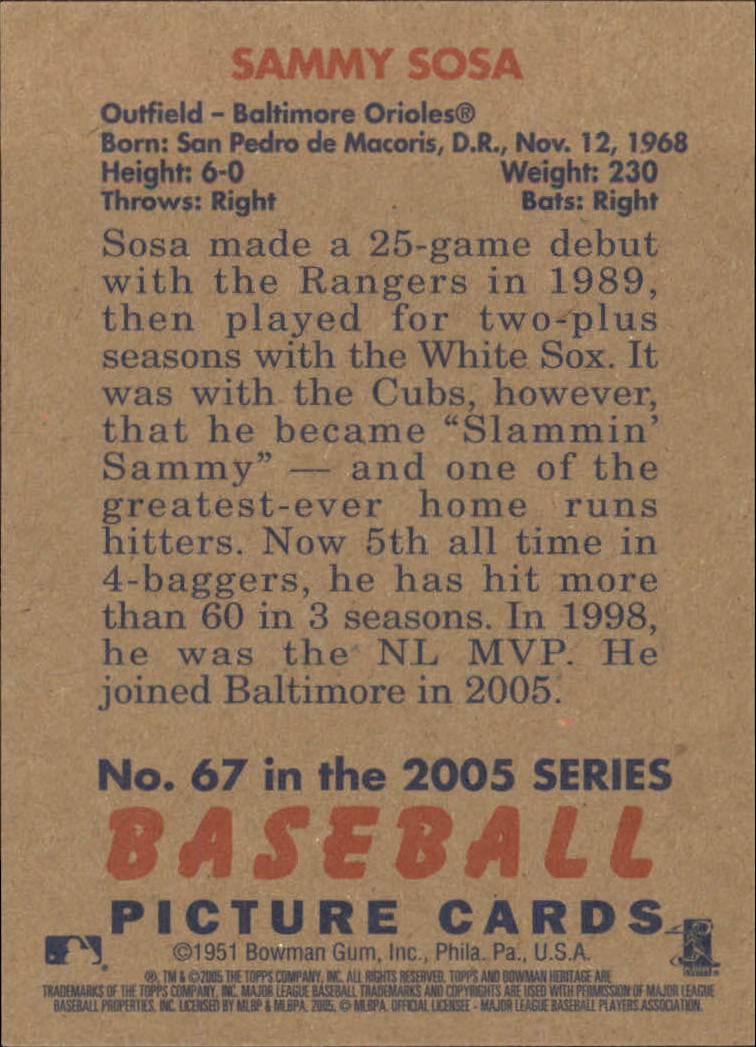 SAMMY SOSA
Outfield – Baltimore Orioles®
Born: San Pedro de Macoris, D.R., Nov. 12, 1968
Height: 6-0 Weight: 230
Throws: Right Bats: Right
Sosa made a 25-game debut
with the Rangers in 1989,
then played for two-plus
seasons with the White Sox. It
was with the Cubs, however,
that he became “Slammin’
Sammy” — and one of the
greatest-ever home runs
hitters. Now 5th all time in
4-baggers, he has hit more
than 60 in 3 seasons. In 1998,
he was the NL MVP. He
joined Baltimore in 2005.
No. 67 in the 2005 SERIES
BASEBALL
PICTURE CARDS
©1951 Bowman Gum, Inc., Phila. Pa., U.S.A.
®, TM & ©2005 THE TOPPS COMPANY, INC. ALL RIGHTS RESERVED. TOPPS AND BOWMAN HERITAGE ARE
TRADEMARKS OF THE TOPPS COMPANY, INC. MAJOR LEAGUE BASEBALL TRADEMARKS AND COPYRIGHTS ARE USED WITH PERMISSION OF MAJOR LEAGUE
BASEBALL PROPERTIES, INC. LICENSED BY MLBP & MLBPA, 2005, © MLBPA. OFFICIAL LICENSEE - MAJOR LEAGUE BASEBALL PLAYERS ASSOCIATION.